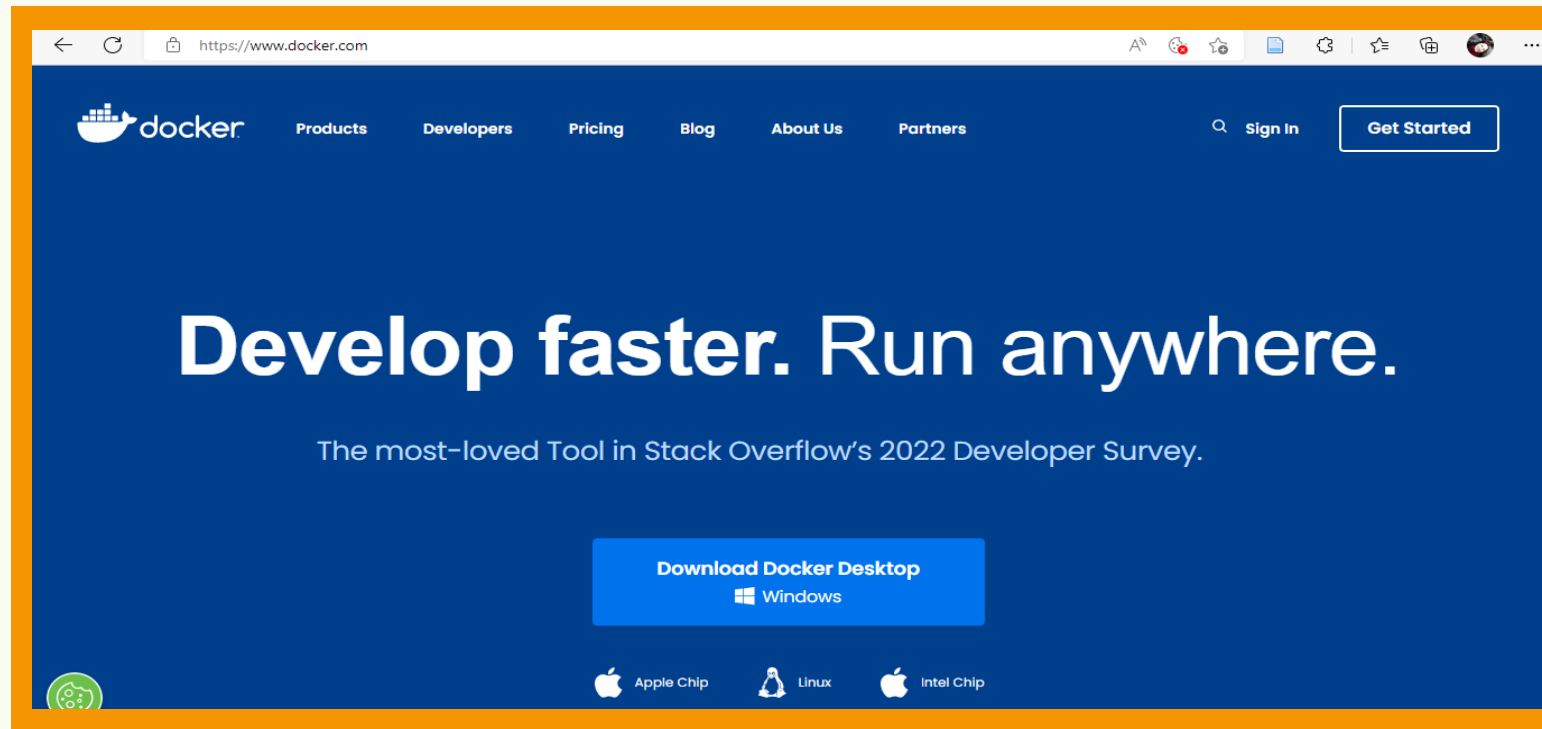 https://www.docker.com
docker
Products Developers Pricing Blog About Us Partners Sign In Get Started
Develop faster. Run anywhere.
The most-loved Tool in Stack Overflow's 2022 Developer Survey.
Download Docker Desktop
Windows
Apple Chip Linux Intel Chip